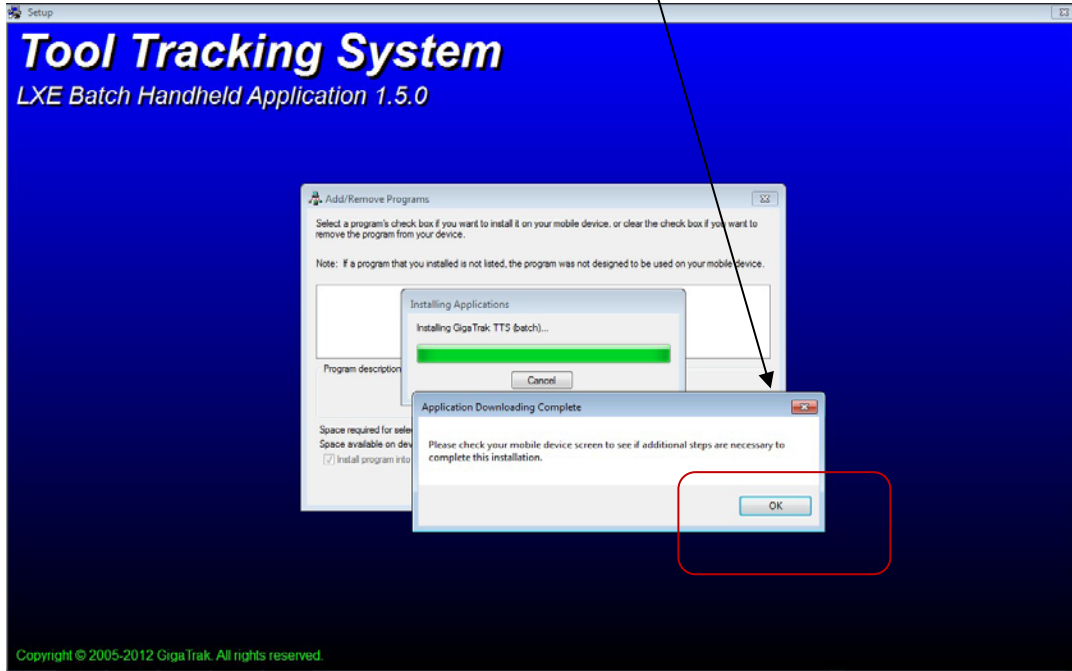 Setup
Tool Tracking System
LXE Batch Handheld Application 1.5.0
Add/Remove Programs
Select a program's check box if you want to install it on your mobile device, or clear the check box if you want to
remove the program from your device.
Note: If a program that you installed is not listed, the program was not designed to be used on your mobile device.
Installing Applications
Installing GigaTrak TTS (batch)...
Program description
Cancel
Application Downloading Complete
Space required for sele
Space available on dev
Please check your mobile device screen to see if additional steps are necessary to
complete this installation.
Install program into
OK
Copyright © 2005-2012 GigaTrak. All rights reserved.